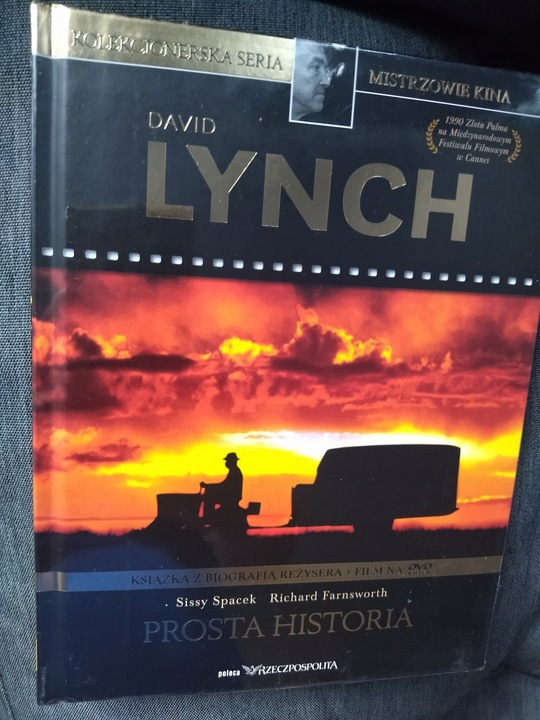 KOLEKCJONERSKA SERIA
MISTRZOWIE KINA
1990 Złota Palma
na Międzynarodowym
Festiwalu Filmowym
w Cannes
DAVID
LYNCH
KSIĄŻKA Z BIOGRAFIĄ REŻYSERA + FILM NA DVD
Sissy Spacek Richard Farnsworth
PROSTA HISTORIA
poleca RZECZPOSPOLITA